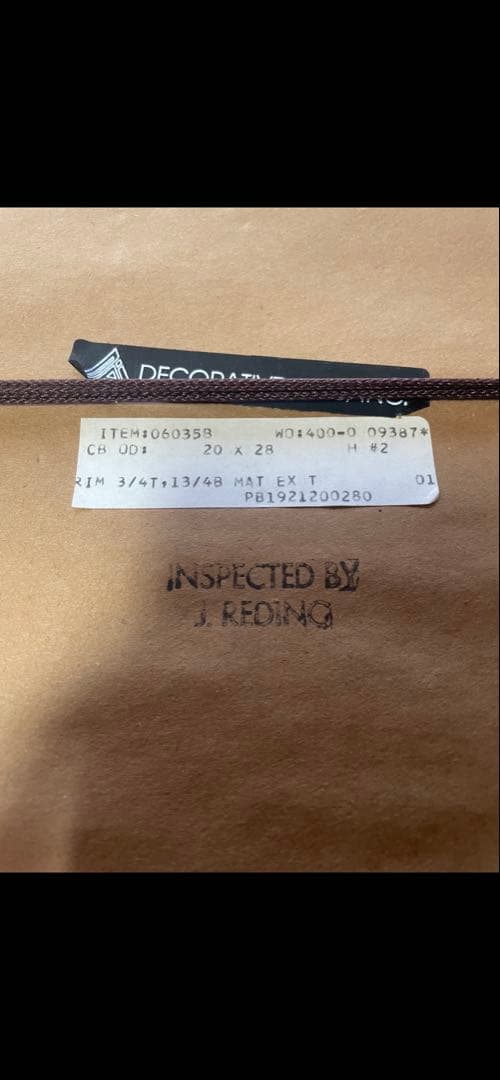 DECORATIVE
ITEM:06035B WO:400-0 09387*
CB OD: 20 x 28 H #2
RIM 3/4T,13/4B MAT EX T 01
PB1921200280
INSPECTED BY
J. REDING